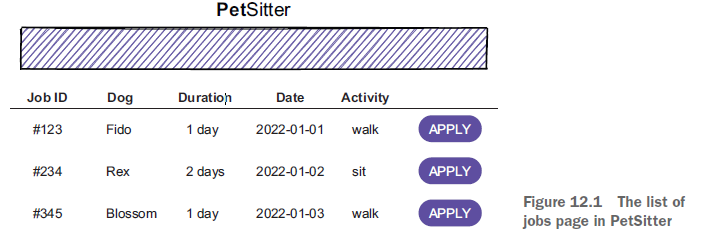 PetSitter
Job ID Dog Duration Date Activity
#123 Fido 1 day 2022-01-01 walk APPLY
#234 Rex 2 days 2022-01-02 sit APPLY
#345 Blossom 1 day 2022-01-03 walk APPLY
Figure 12.1 The list of
jobs page in PetSitter